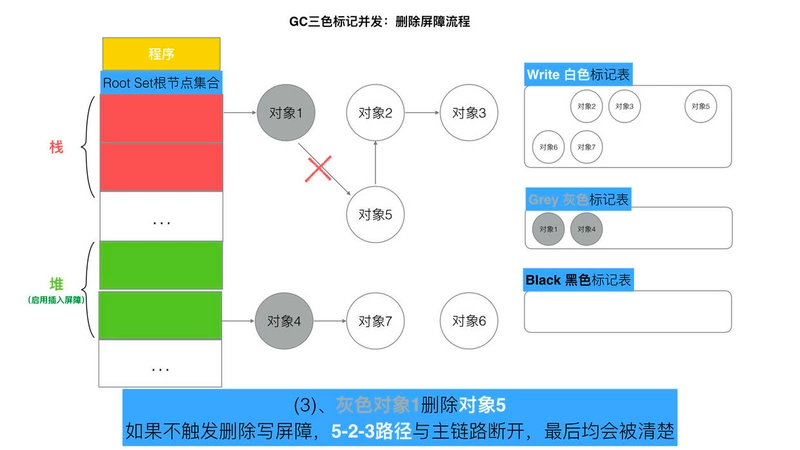 GC三色标记并发：删除屏障流程
程序
Root Set根节点集合
栈
...
堆
(启用插入屏障)
...
对象1
对象2
对象3
对象5
对象4
对象7
对象6
Write 白色标记表
对象2
对象3
对象5
对象6
对象7
Grey 灰色标记表
对象1
对象4
Black 黑色标记表
(3)、灰色对象1删除对象5
如果不触发删除写屏障，5-2-3路径与主链路断开，最后均会被清楚